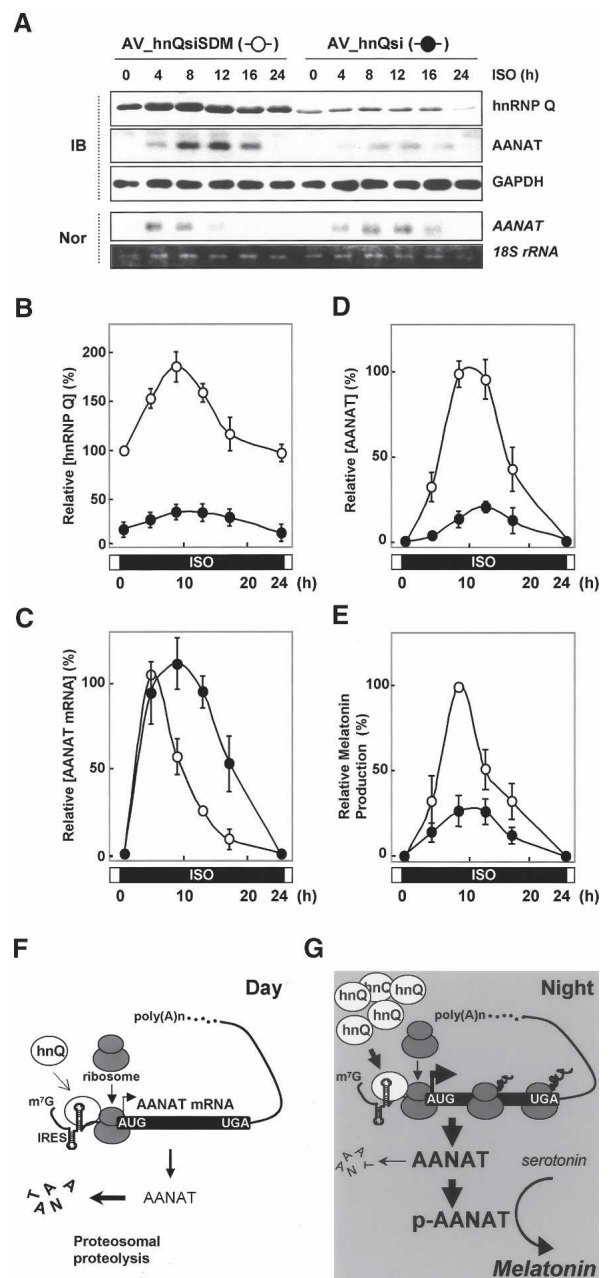 A
AV_hnQsiSDM (-○-) AV_hnQsi (-●-)
0 4 8 12 16 24 0 4 8 12 16 24 ISO (h)
IB
hnRNP Q
AANAT
GAPDH
Nor
AANAT
18S rRNA
B
Relative [hnRNP Q] (%)
200
150
100
50
0
ISO
0 10 20 24 (h)
D
Relative [AANAT] (%)
100
50
0
ISO
0 10 20 24 (h)
C
Relative [AANAT mRNA] (%)
100
50
0
ISO
0 10 20 24 (h)
E
Relative Melatonin
Production (%)
100
50
0
ISO
0 10 20 24 (h)
F
Day
poly(A)n
hnQ
ribosome
m7G
AANAT mRNA
IRES
AUG UGA
AANAT
T A A N A
Proteosomal
proteolysis
G
Night
hnQ
hnQ
hnQ
hnQ
hnQ
poly(A)n
m7G
AUG UGA
A A N T A
AANAT
serotonin
p-AANAT
Melatonin